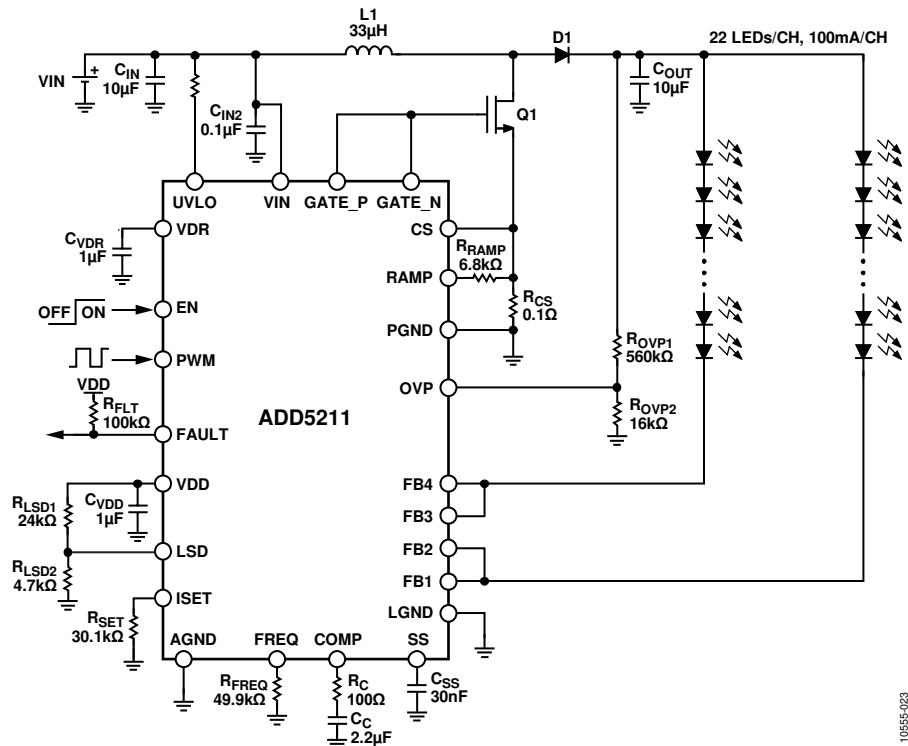 L1
33µH
D1
22 LEDs/CH, 100mA/CH
VIN
+
CIN
10µF
CIN2
0.1µF
Q1
COUT
10µF
UVLO
VIN
GATE_P
GATE_N
VDR
CVDR
1µF
CS
RRAMP
6.8kΩ
RAMP
OFF
ON
EN
RCS
0.1Ω
PGND
PWM
ROVP1
560kΩ
VDD
RFLT
100kΩ
OVP
ROVP2
16kΩ
ADD5211
FAULT
VDD
RLSD1
24kΩ
CVDD
1µF
FB4
FB3
LSD
FB2
RLSD2
4.7kΩ
FB1
ISET
RSET
30.1kΩ
LGND
AGND
FREQ
COMP
SS
RFREQ
49.9kΩ
RC
100Ω
CSS
30nF
CC
2.2µF
10555-023